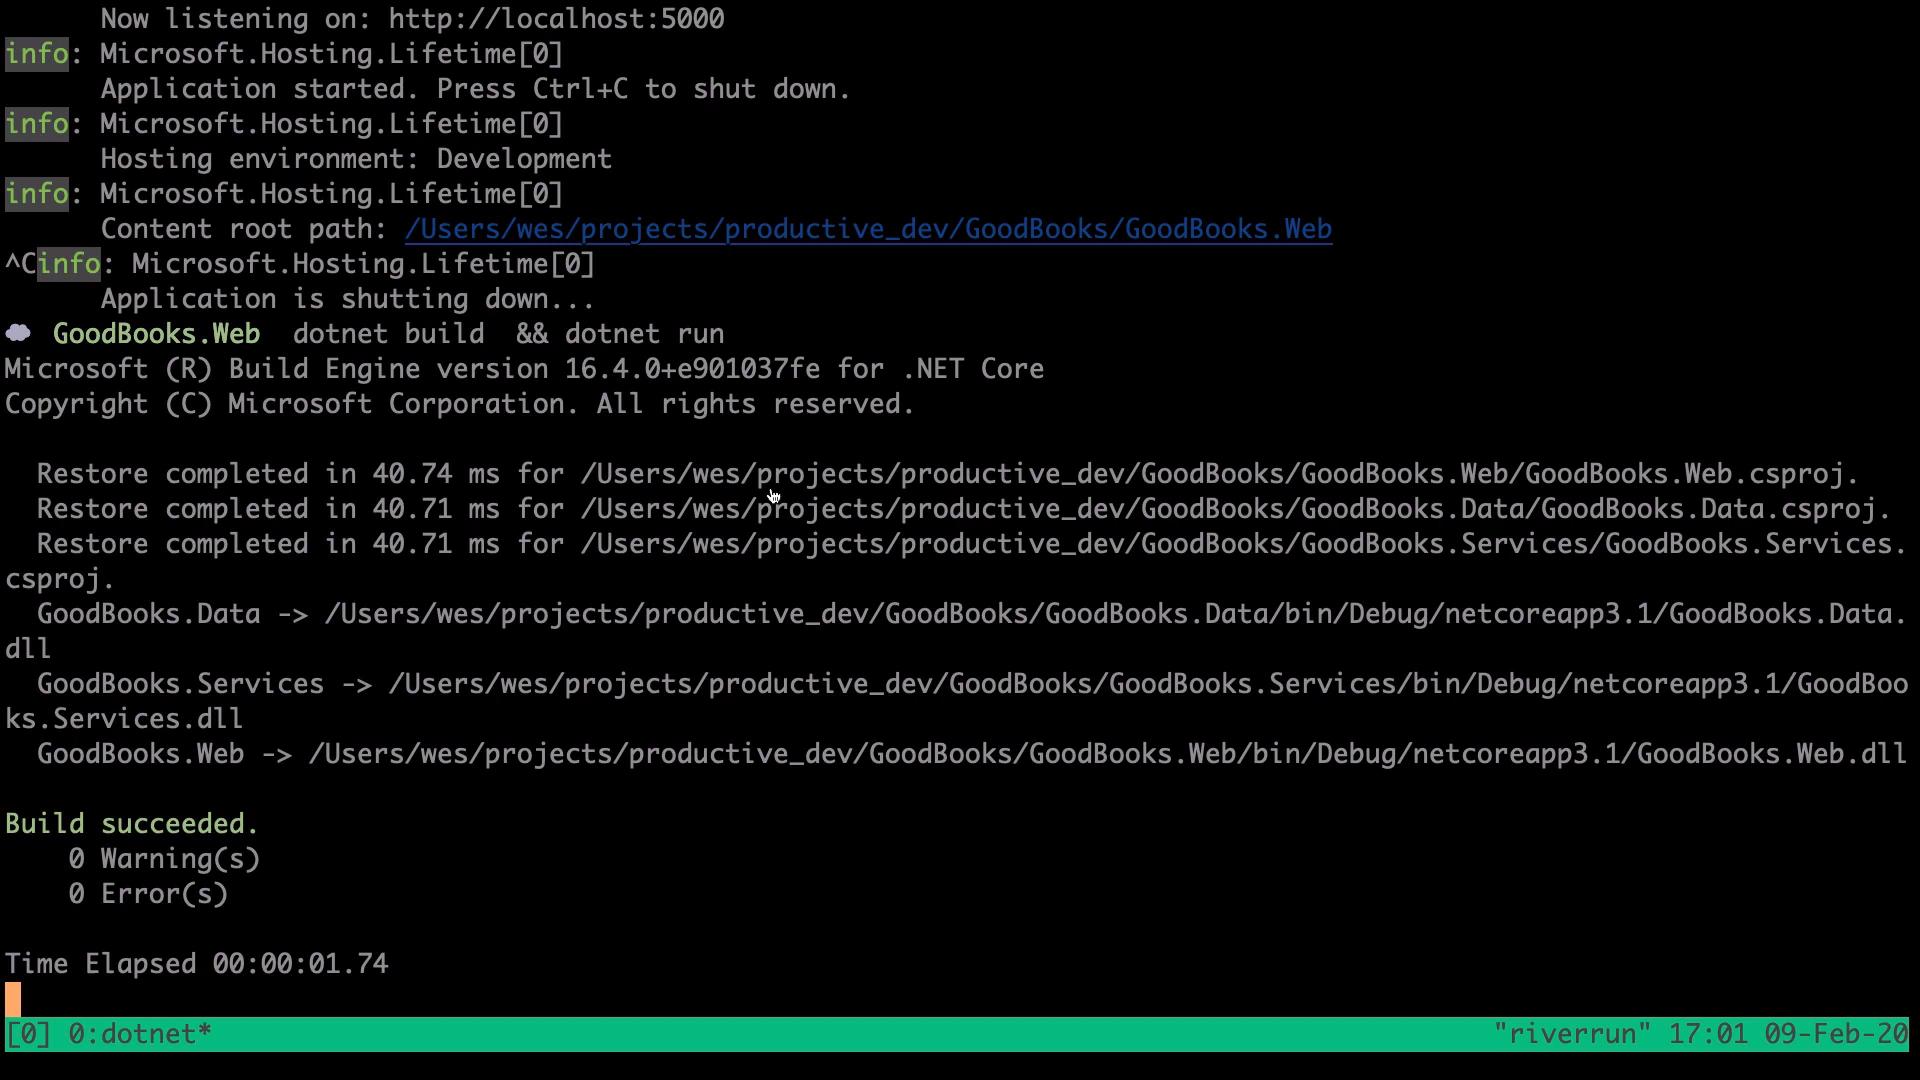 Now listening on: http://localhost:5000
info: Microsoft.Hosting.Lifetime[0]
Application started. Press Ctrl+C to shut down.
info: Microsoft.Hosting.Lifetime[0]
Hosting environment: Development
info: Microsoft.Hosting.Lifetime[0]
Content root path: /Users/wes/projects/productive_dev/GoodBooks/GoodBooks.Web
^Cinfo: Microsoft.Hosting.Lifetime[0]
Application is shutting down...
GoodBooks.Web  dotnet build  && dotnet run
Microsoft (R) Build Engine version 16.4.0+e901037fe for .NET Core
Copyright (C) Microsoft Corporation. All rights reserved.
Restore completed in 40.74 ms for /Users/wes/projects/productive_dev/GoodBooks/GoodBooks.Web/GoodBooks.Web.csproj.
Restore completed in 40.71 ms for /Users/wes/projects/productive_dev/GoodBooks/GoodBooks.Data/GoodBooks.Data.csproj.
Restore completed in 40.71 ms for /Users/wes/projects/productive_dev/GoodBooks/GoodBooks.Services/GoodBooks.Services.
csproj.
GoodBooks.Data -> /Users/wes/projects/productive_dev/GoodBooks/GoodBooks.Data/bin/Debug/netcoreapp3.1/GoodBooks.Data.
dll
GoodBooks.Services -> /Users/wes/projects/productive_dev/GoodBooks/GoodBooks.Services/bin/Debug/netcoreapp3.1/GoodBoo
ks.Services.dll
GoodBooks.Web -> /Users/wes/projects/productive_dev/GoodBooks/GoodBooks.Web/bin/Debug/netcoreapp3.1/GoodBooks.Web.dll
Build succeeded.
0 Warning(s)
0 Error(s)
Time Elapsed 00:00:01.74
[0] 0:dotnet* "riverrun" 17:01 09-Feb-20